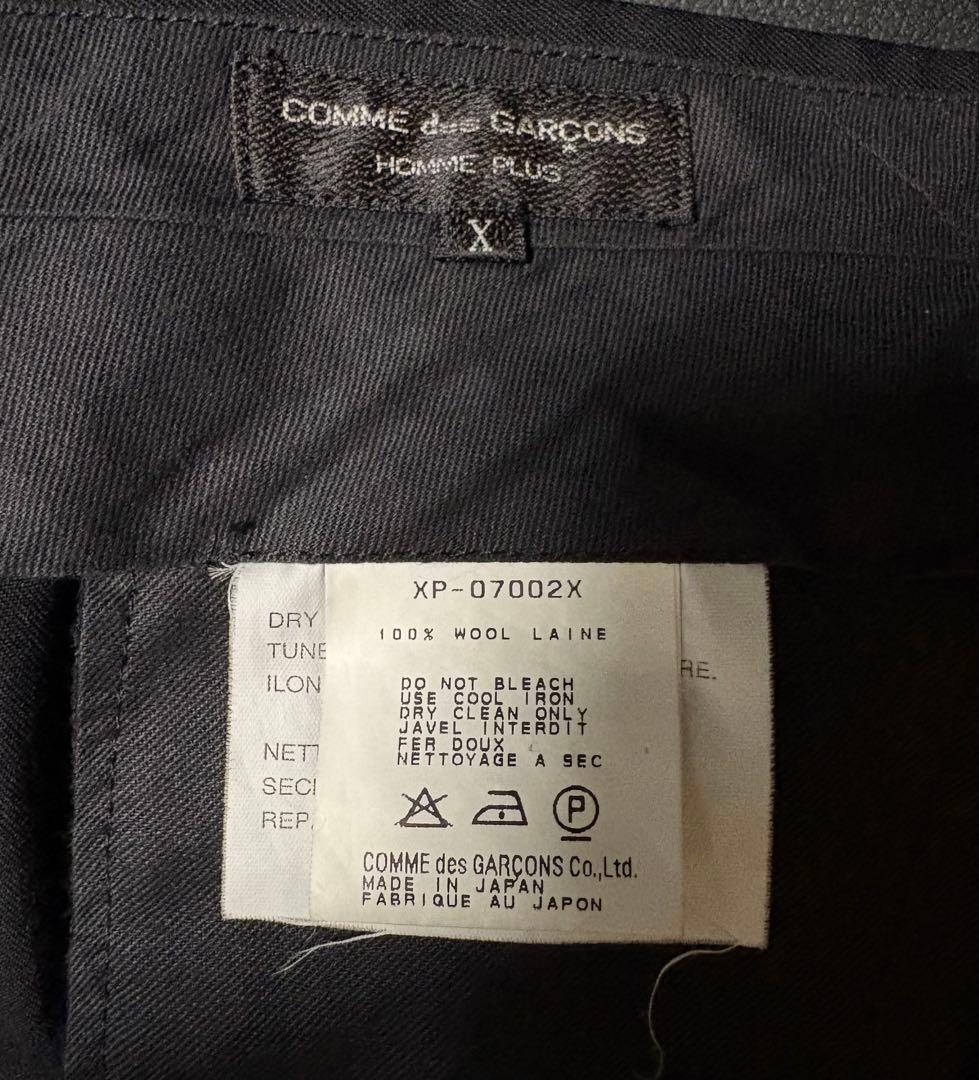 COMME des GARÇONS
HOMME PLUS
X
XP-07002X
100% WOOL LAINE
DRY
TUNE
ILON
RE.
DO NOT BLEACH
USE COOL IRON
DRY CLEAN ONLY
JAVEL INTERDIT
FER DOUX
NETTOYAGE A SEC
NETT
SECH
REP.
P
COMME des GARÇONS Co.,Ltd.
MADE IN JAPAN
FABRIQUE AU JAPON